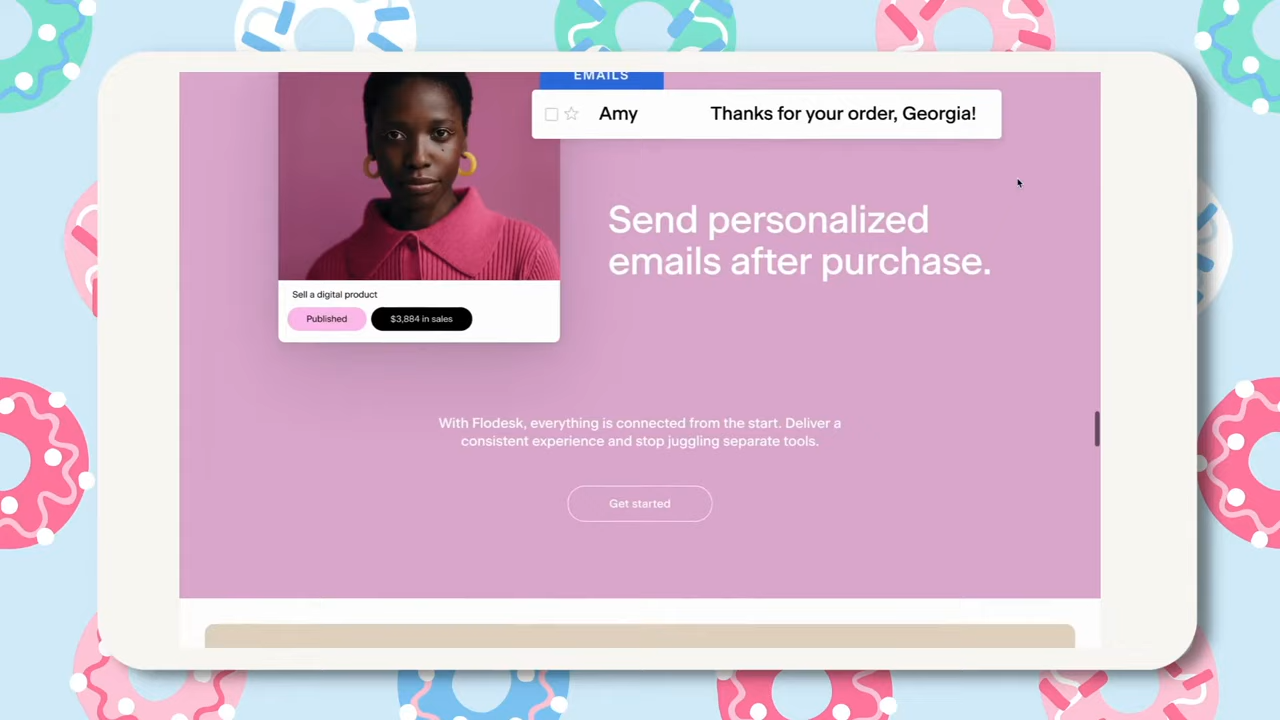 EMAILS
Amy Thanks for your order, Georgia!
Send personalized
emails after purchase.
Sell a digital product
Published $3,884 in sales
With Flodesk, everything is connected from the start. Deliver a
consistent experience and stop juggling separate tools.
Get started